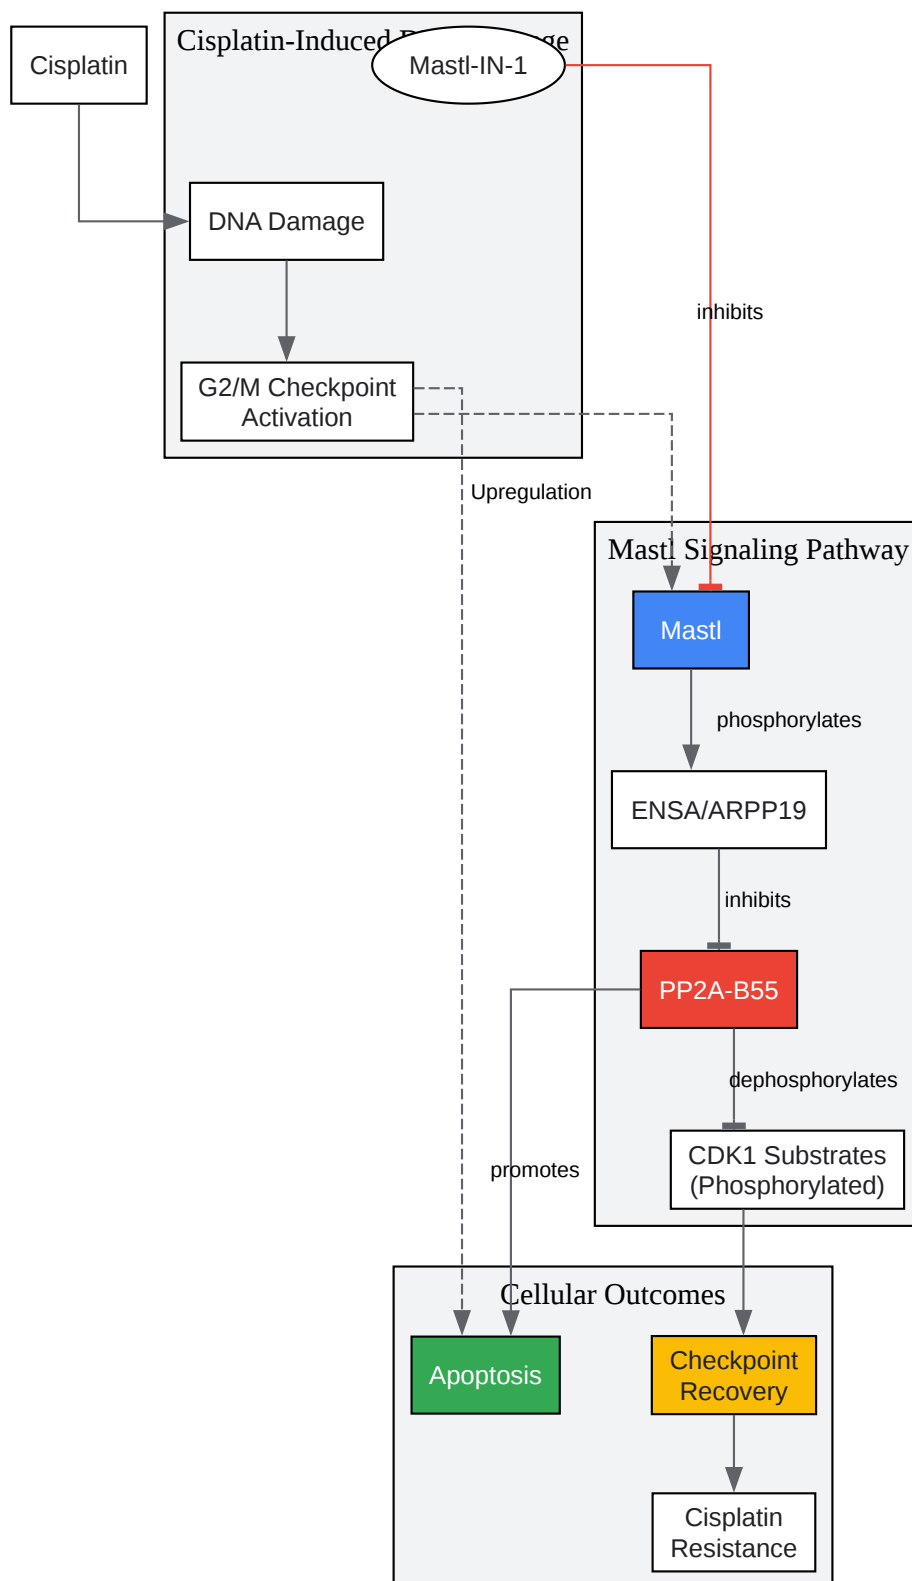 Cisplatin
Cisplatin-Induced
Mastl-IN-1
DNA Damage
inhibits
G2/M Checkpoint
Activation
Upregulation
Mastl Signaling Pathway
Mastl
phosphorylates
ENSA/ARPP19
inhibits
PP2A-B55
dephosphorylates
CDK1 Substrates
(Phosphorylated)
promotes
Cellular Outcomes
Apoptosis
Checkpoint
Recovery
Cisplatin
Resistance